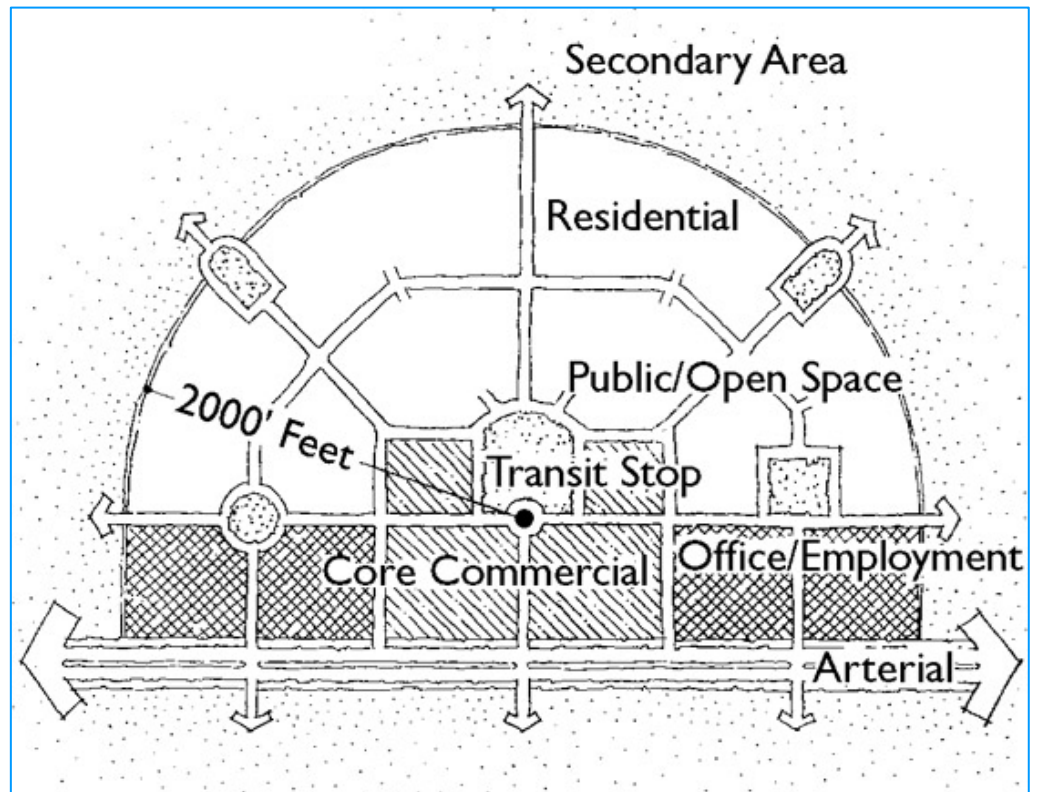 Secondary Area
Residential
Public/Open Space
2000' Feet
Transit Stop
Core Commercial
Office/Employment
Arterial